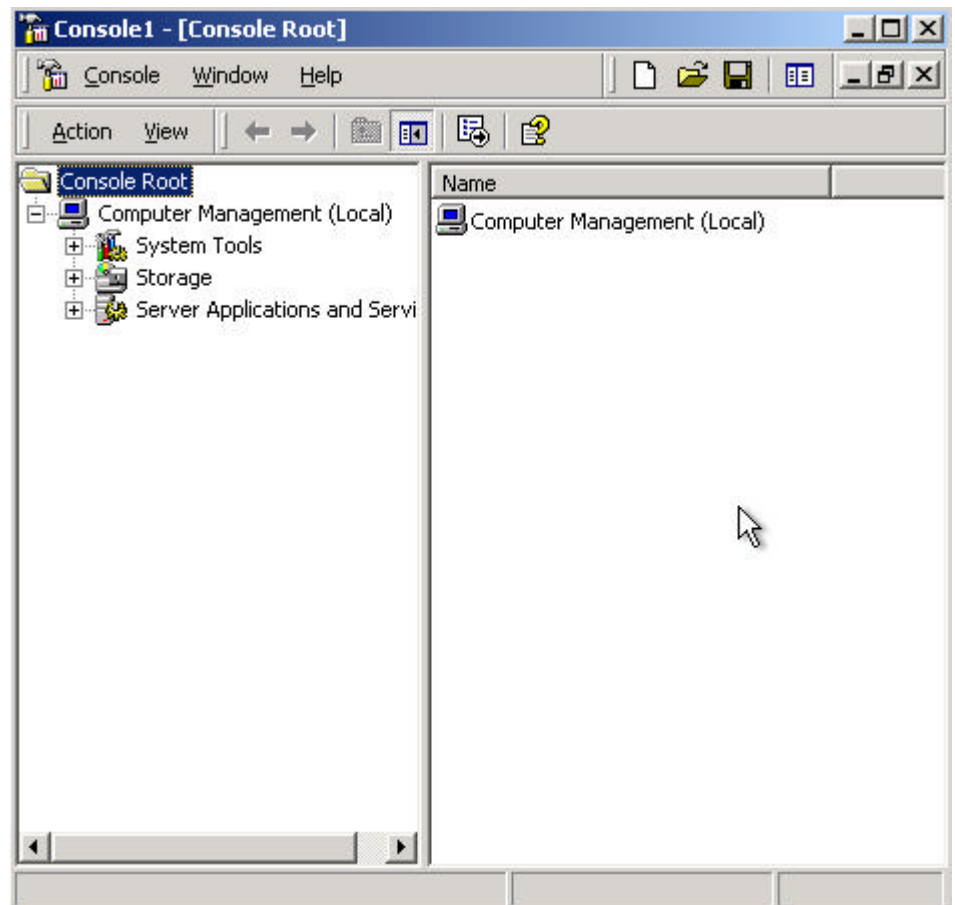 Console1 - [Console Root]
Console Window Help
Action View
Console Root
Computer Management (Local)
System Tools
Storage
Server Applications and Servi
Name
Computer Management (Local)